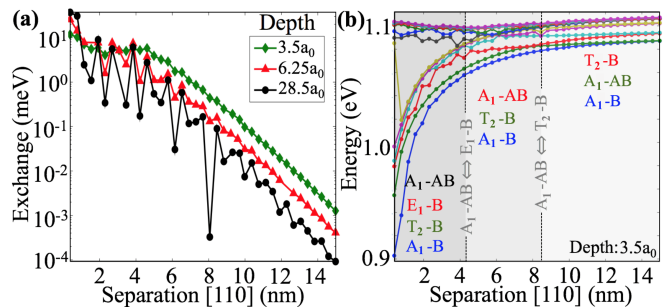 (a)
Depth
3.5a₀
6.25a₀
28.5a₀
10¹
10⁰
10⁻¹
10⁻²
10⁻³
10⁻⁴
Exchange (meV)
2 4 6 8 10 12 14
Separation [110] (nm)
(b)
1.1
1.0
0.9
Energy (eV)
T₂-B
A₁-AB
A₁-B
E₁-AB
T₂-B
A₁-B
A₁-AB
E₁-B
T₂-B
A₁-B
A₁-AB ⇔ E₁-B
A₁-AB ⇔ T₂-B
Depth:3.5a₀
2 4 6 8 10 12 14
Separation [110] (nm)